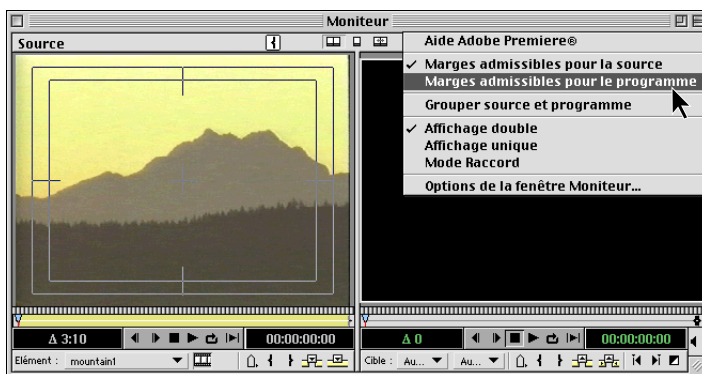 Moniteur
Source
Aide Adobe Premiere®
✓ Marges admissibles pour la source
Marges admissibles pour le programme
Grouper source et programme
✓ Affichage double
Affichage unique
Mode Raccord
Options de la fenêtre Moniteur...
Δ 3:10
00:00:00:00
Δ 0
00:00:00:00
Elément :
mountain1
Cible :
Au...
Au...